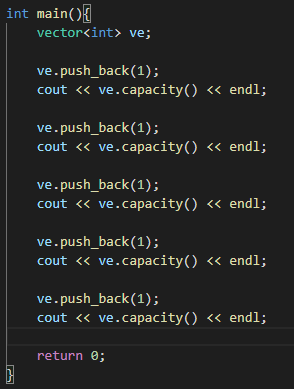 int main(){
    vector<int> ve;

    ve.push_back(1);
    cout << ve.capacity() << endl;

    ve.push_back(1);
    cout << ve.capacity() << endl;

    ve.push_back(1);
    cout << ve.capacity() << endl;

    ve.push_back(1);
    cout << ve.capacity() << endl;

    ve.push_back(1);
    cout << ve.capacity() << endl;

    return 0;
}